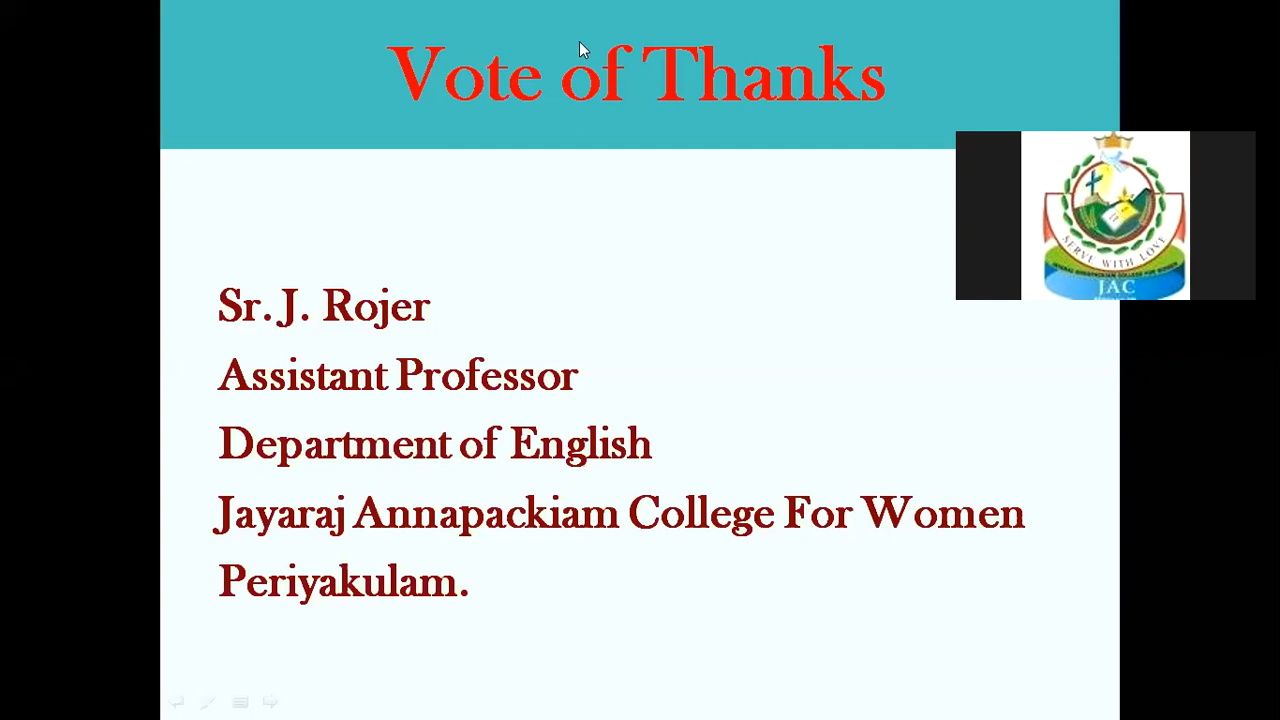 Vote of Thanks
SERVE WITH LOVE
JAC
Sr. J. Rojer
Assistant Professor
Department of English
Jayaraj Annapackiam College For Women
Periyakulam.